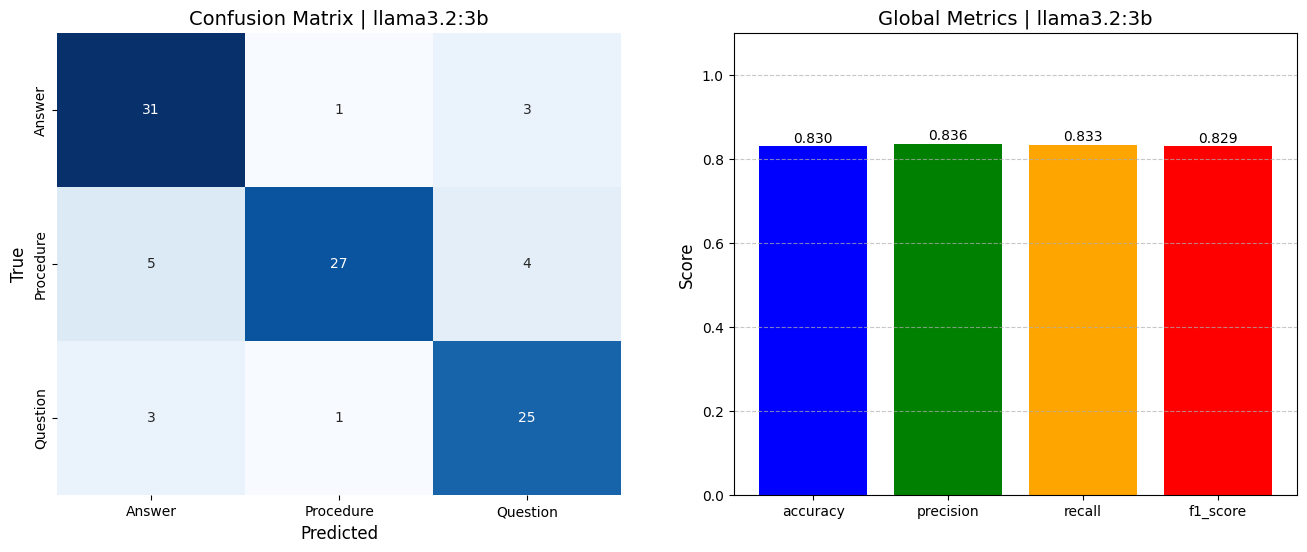 Confusion Matrix | llama3.2:3b
True
Answer
31 1 3
Procedure
5 27 4
Question
3 1 25
Answer Procedure Question
Predicted
Global Metrics | llama3.2:3b
Score
1.0
0.8
0.6
0.4
0.2
0.0
0.830 0.836 0.833 0.829
accuracy precision recall f1_score